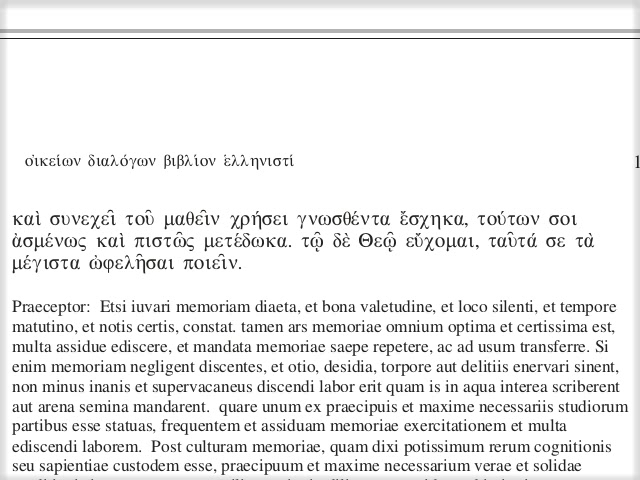 οἰκείων διαλόγων βιβλίον ἑλληνιστί 1
καὶ συνεχεῖ τοῦ μαθεῖν χρήσει γνωσθέντα ἔσχηκα, τούτων σοι
ἀσμένως καὶ πιστῶς μετέδωκα. τῷ δὲ Θεῷ εὔχομαι, ταῦτά σε τὰ
μέγιστα ὠφελῆσαι ποιεῖν.
Praeceptor: Etsi iuvari memoriam diaeta, et bona valetudine, et loco silenti, et tempore
matutino, et notis certis, constat. tamen ars memoriae omnium optima et certissima est,
multa assidue ediscere, et mandata memoriae saepe repetere, ac ad usum transferre. Si
enim memoriam negligent discentes, et otio, desidia, torpore aut delitiis enervari sinent,
non minus inanis et supervacaneus discendi labor erit quam is in aqua interea scriberent
aut arena semina mandarent. quare unum ex praecipuis et maxime necessariis studiorum
partibus esse statuas, frequentem et assiduam memoriae exercitationem et multa
ediscendi laborem. Post culturam memoriae, quam dixi potissimum rerum cognitionis
seu sapientiae custodem esse, praecipuum et maxime necessarium verae et solidae